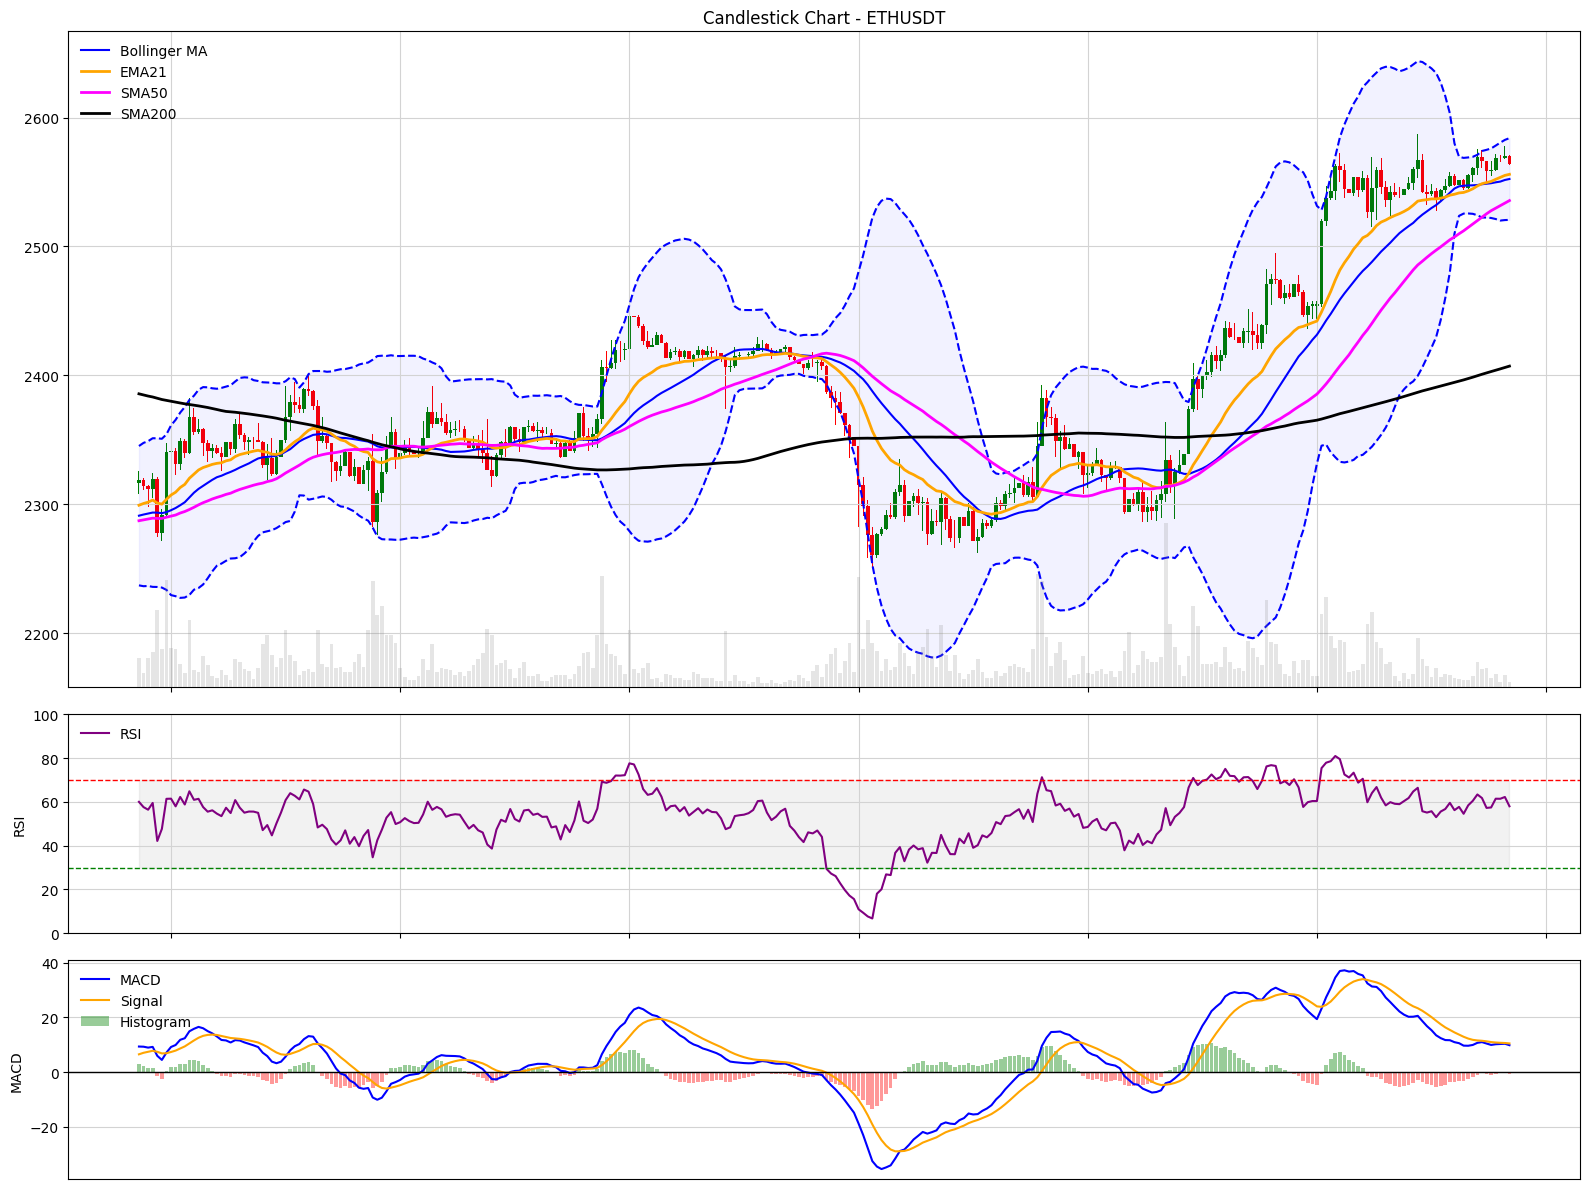 Candlestick Chart - ETHUSDT
Bollinger MA
EMA21
SMA50
SMA200
2600
2500
2400
2300
2200
RSI
100
80
60
40
20
0
RSI
MACD
Signal
Histogram
40
20
0
−20
MACD